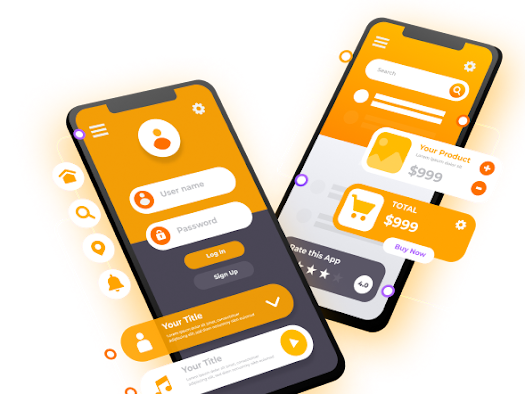 User name
Password
Log In
Sign Up
Your Title
Your Title
Search
Your Product
$999
TOTAL
$999
Buy Now
Rate this App
4.0